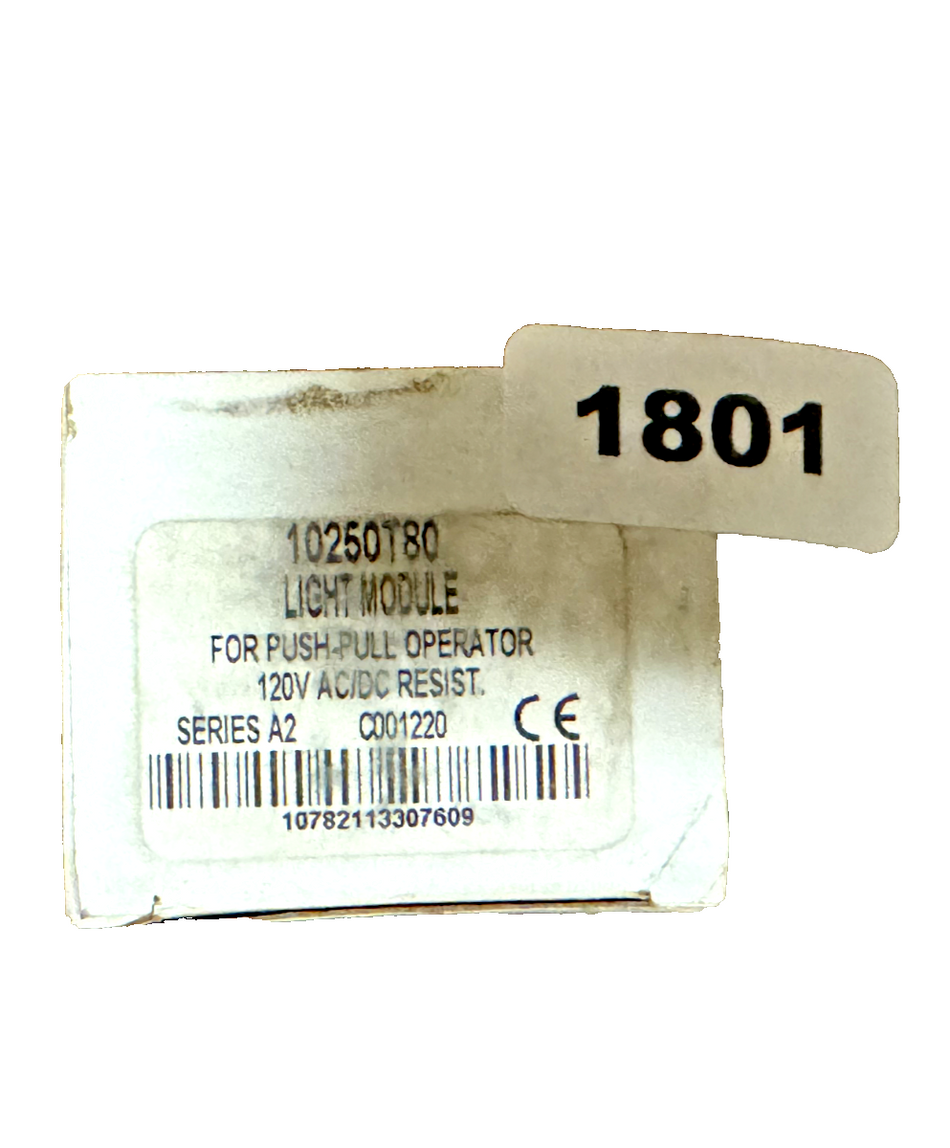 1801
10250T80
LIGHT MODULE
FOR PUSH-PULL OPERATOR
120V AC/DC RESIST.
SERIES A2 C001220 CE
10782113307609